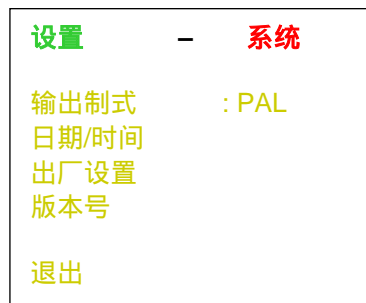 设置 – 系统
输出制式 : PAL
日期/时间
出厂设置
版本号
退出